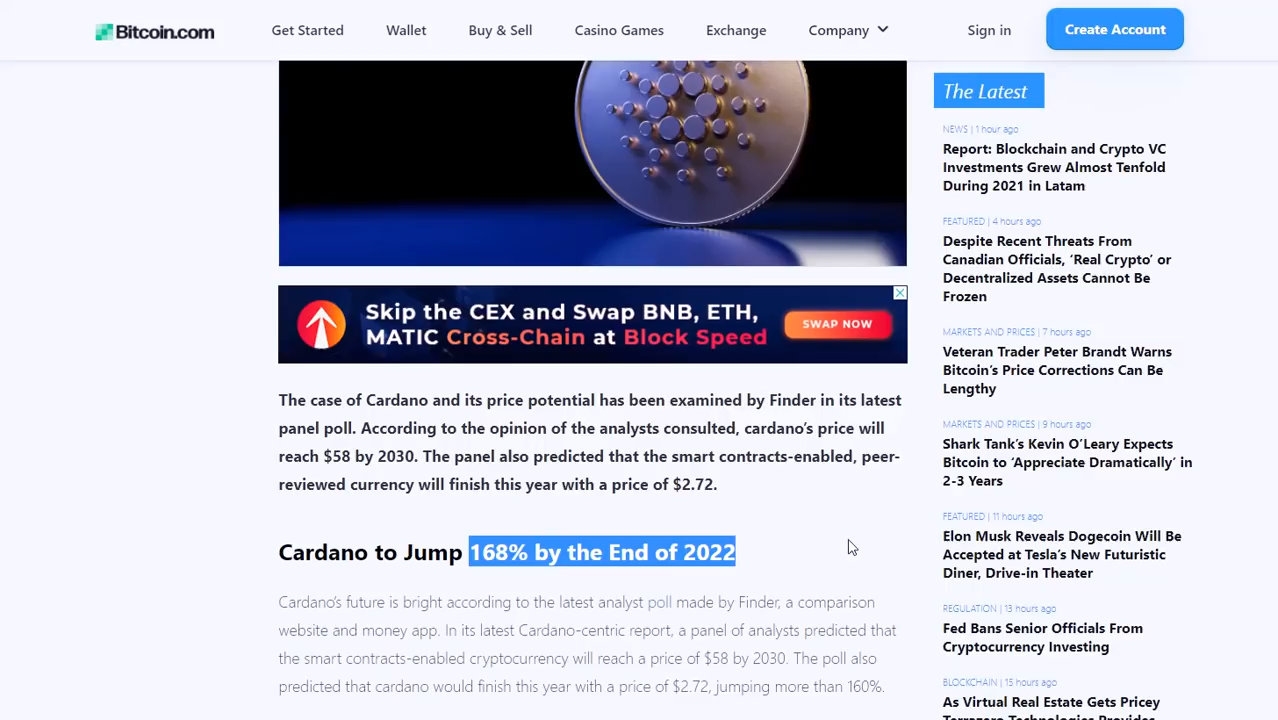 Bitcoin.com
Get Started
Wallet
Buy & Sell
Casino Games
Exchange
Company
Sign in
Create Account
Skip the CEX and Swap BNB, ETH,
MATIC Cross-Chain at Block Speed
SWAP NOW
The case of Cardano and its price potential has been examined by Finder in its latest
panel poll. According to the opinion of the analysts consulted, cardano's price will
reach $58 by 2030. The panel also predicted that the smart contracts-enabled, peer-
reviewed currency will finish this year with a price of $2.72.
Cardano to Jump 168% by the End of 2022
Cardano's future is bright according to the latest analyst poll made by Finder, a comparison
website and money app. In its latest Cardano-centric report, a panel of analysts predicted that
the smart contracts-enabled cryptocurrency will reach a price of $58 by 2030. The poll also
predicted that cardano would finish this year with a price of $2.72, jumping more than 160%.
The Latest
NEWS | 1 hour ago
Report: Blockchain and Crypto VC
Investments Grew Almost Tenfold
During 2021 in Latam
FEATURED | 4 hours ago
Despite Recent Threats From
Canadian Officials, 'Real Crypto' or
Decentralized Assets Cannot Be
Frozen
MARKETS AND PRICES | 7 hours ago
Veteran Trader Peter Brandt Warns
Bitcoin's Price Corrections Can Be
Lengthy
MARKETS AND PRICES | 9 hours ago
Shark Tank's Kevin O'Leary Expects
Bitcoin to 'Appreciate Dramatically' in
2-3 Years
FEATURED | 11 hours ago
Elon Musk Reveals Dogecoin Will Be
Accepted at Tesla's New Futuristic
Diner, Drive-in Theater
REGULATION | 13 hours ago
Fed Bans Senior Officials From
Cryptocurrency Investing
BLOCKCHAIN | 15 hours ago
As Virtual Real Estate Gets Pricey